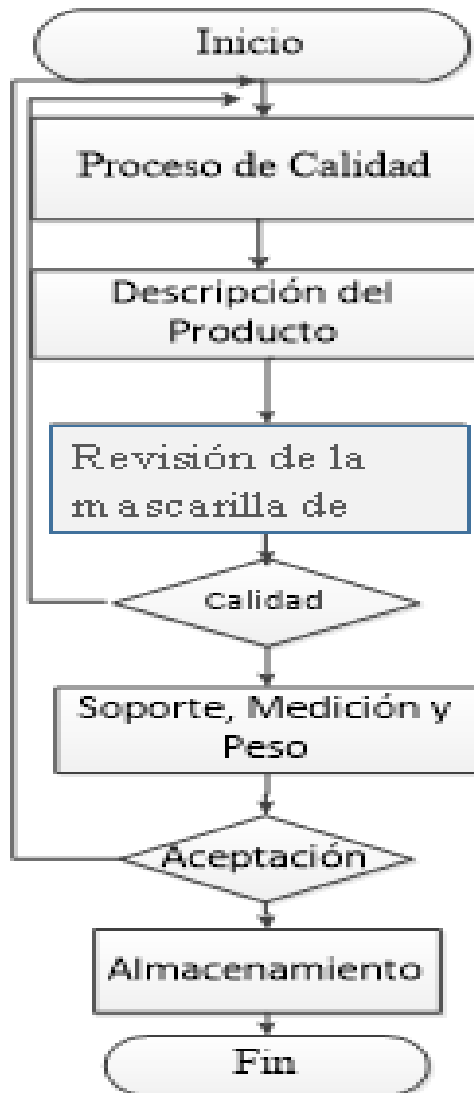 Inicio
Proceso de Calidad
Descripción del
Producto
Revisión de la
mascarilla de
Calidad
Soporte, Medición y
Peso
Aceptación
Almacenamiento
Fin